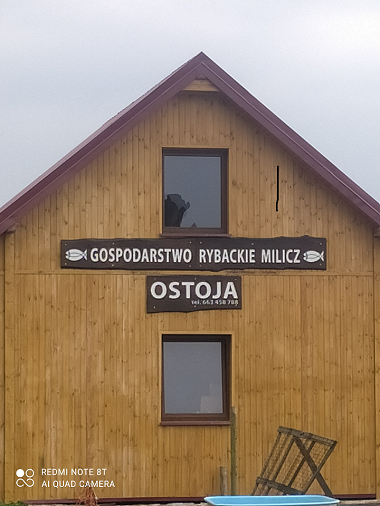 GOSPODARSTWO RYBACKIE MILICZ
OSTOJA
tel. 663 458 788
REDMI NOTE 8T
AI QUAD CAMERA